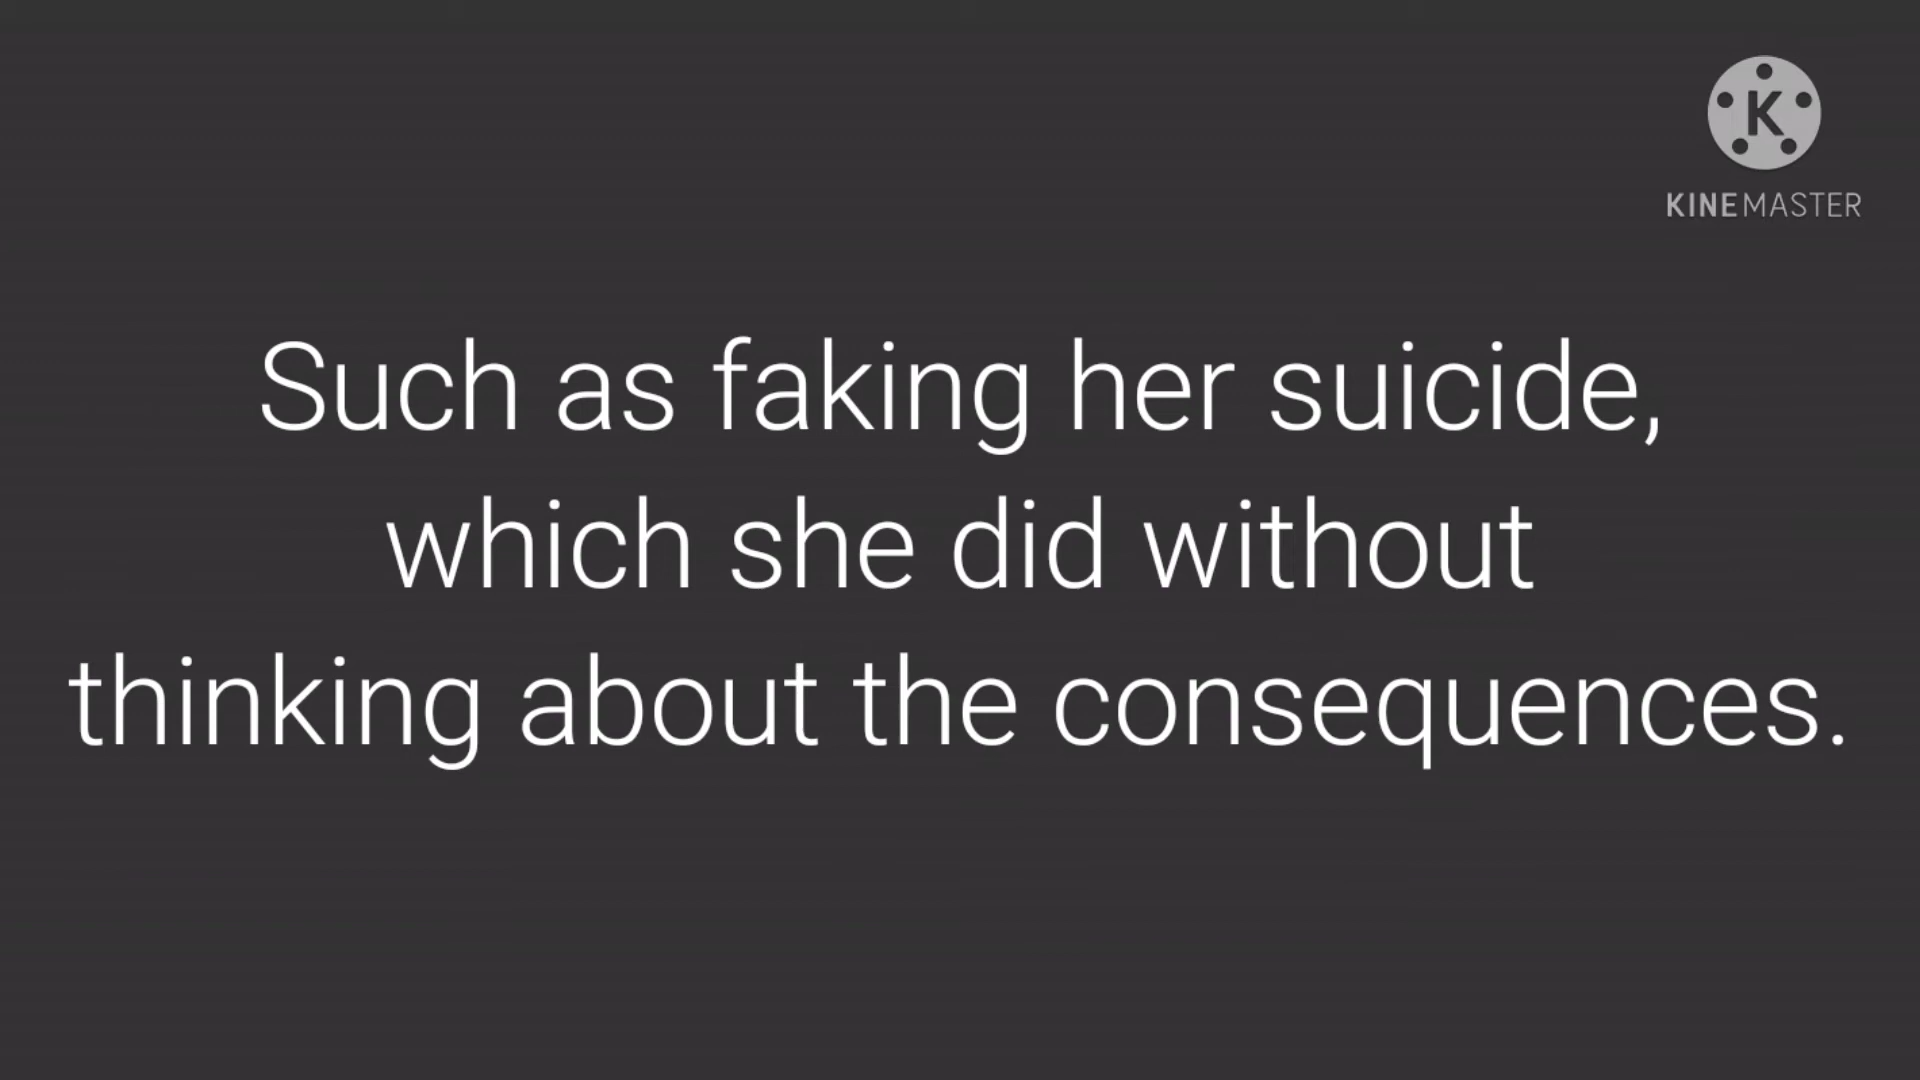 K
KINEMASTER
Such as faking her suicide,
which she did without
thinking about the consequences.